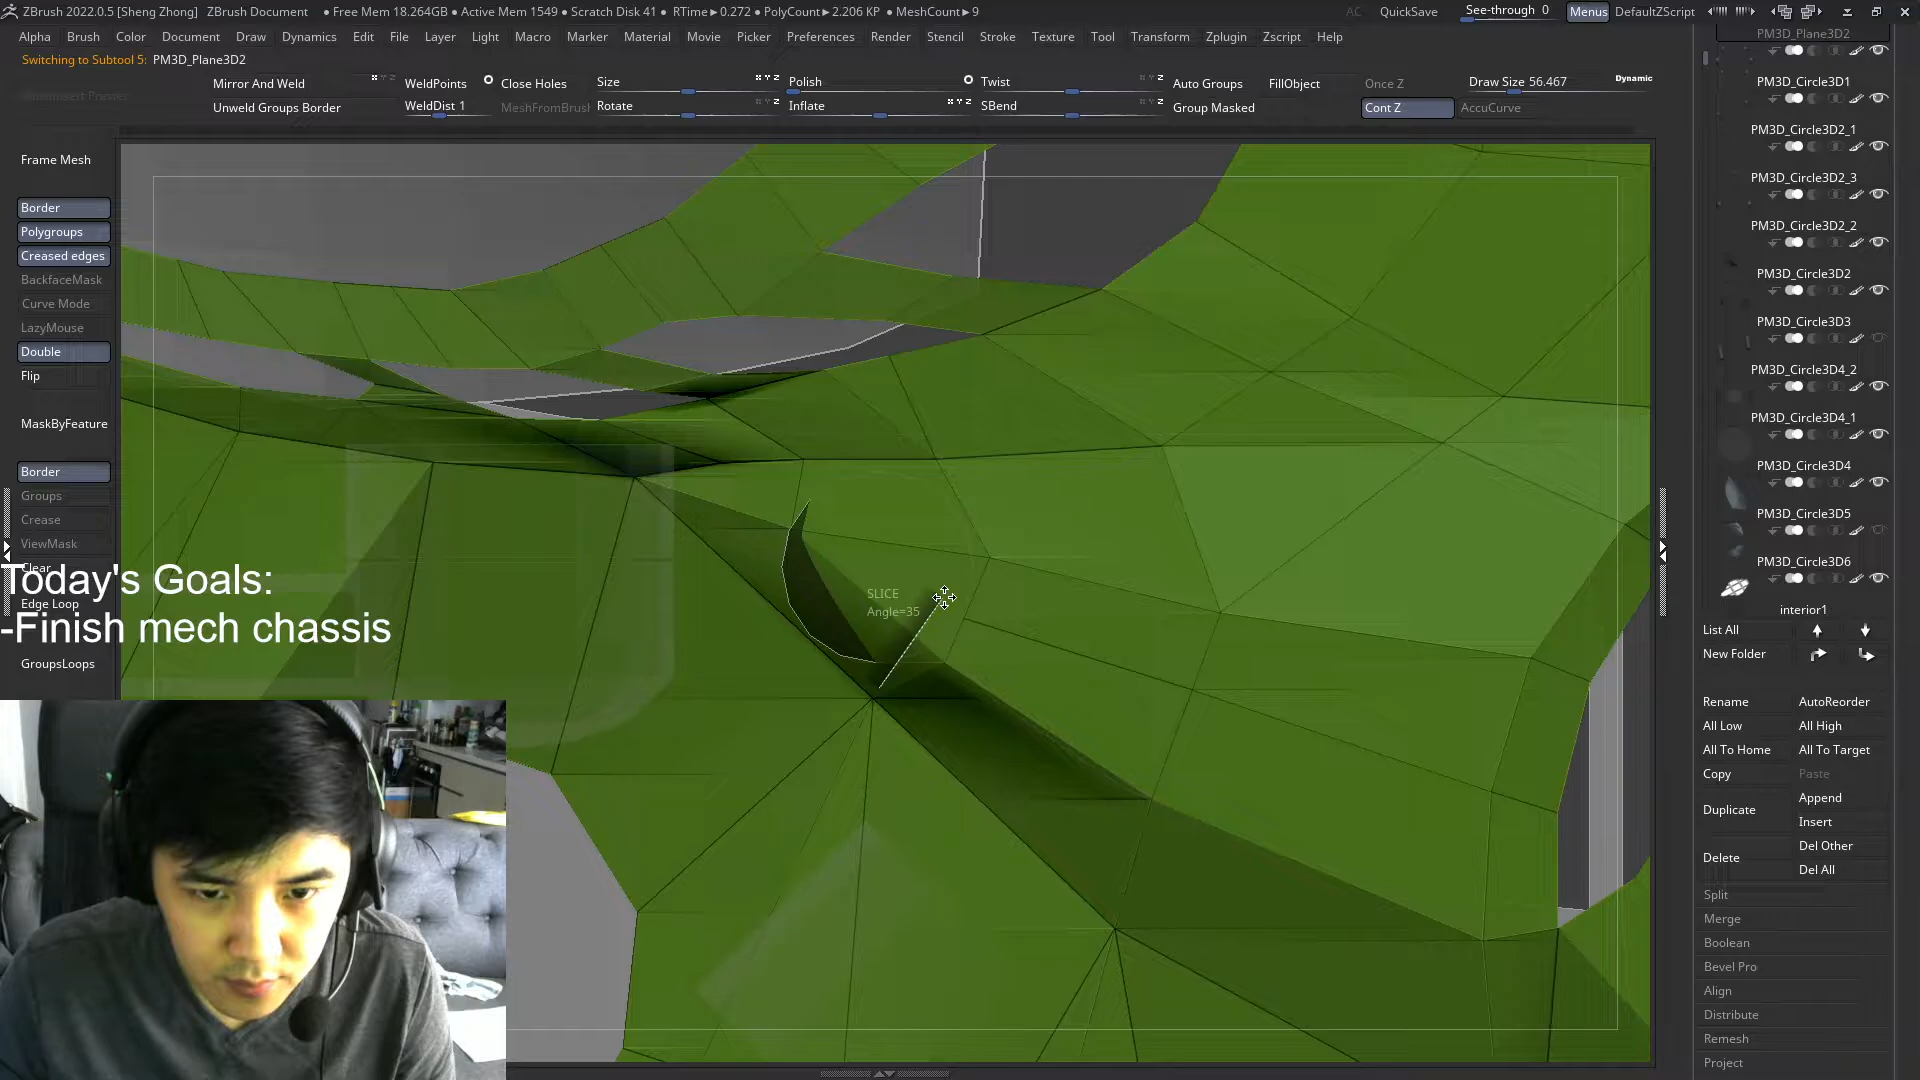 ZBrush 2022.0.5 [Sheng Zhong] ZBrush Document ● Free Mem 18.264GB ● Active Mem 1549 ● Scratch Disk 41 ● RTime►0.272 ● PolyCount►2.206 KP ● MeshCount►9 AC QuickSave See-through 0 Menus DefaultZScript
Alpha Brush Color Document Draw Dynamics Edit File Layer Light Macro Marker Material Movie Picker Preferences Render Stencil Stroke Texture Tool Transform Zplugin Zscript Help
Switching to Subtool 5: PM3D_Plane3D2
Mirror And Weld WeldPoints Close Holes Size Polish Twist Auto Groups FillObject Once Z Draw Size 56.467 Dynamic
Unweld Groups Border WeldDist 1 MeshFromBrush Rotate Inflate SBend Group Masked Cont Z AccuCurve
Frame Mesh
Border
Polygroups
Creased edges
BackfaceMask
Curve Mode
LazyMouse
Double
Flip
MaskByFeature
Border
Groups
Crease
ViewMask
Clear
Edge Loop
GroupsLoops
Today's Goals:
-Finish mech chassis
SLICE
Angle=35
PM3D_Plane3D2
PM3D_Circle3D1
PM3D_Circle3D2_1
PM3D_Circle3D2_3
PM3D_Circle3D2_2
PM3D_Circle3D2
PM3D_Circle3D3
PM3D_Circle3D4_2
PM3D_Circle3D4_1
PM3D_Circle3D4
PM3D_Circle3D5
PM3D_Circle3D6
interior1
List All
New Folder
Rename AutoReorder
All Low All High
All To Home All To Target
Copy Paste
Append
Duplicate
Insert
Del Other
Delete
Del All
Split
Merge
Boolean
Bevel Pro
Align
Distribute
Remesh
Project